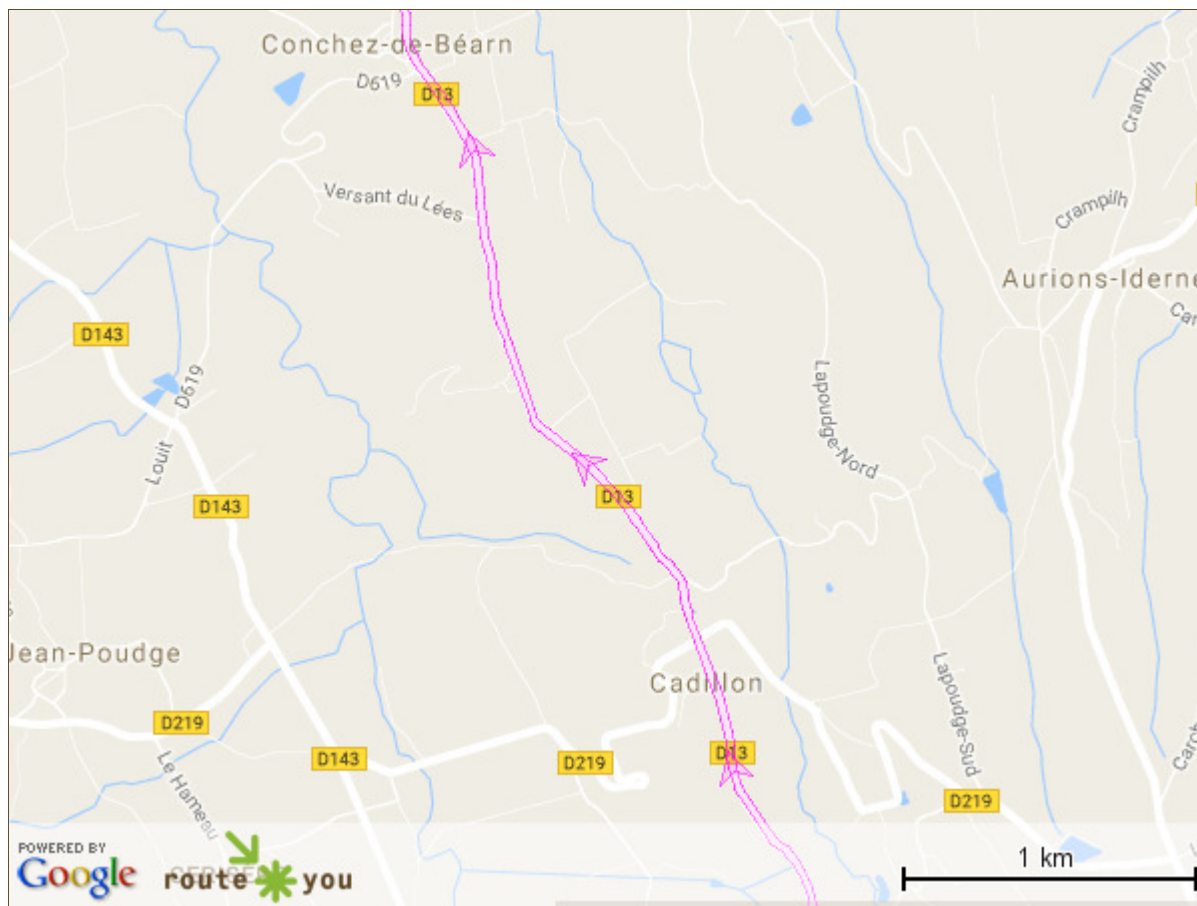 Conchez-de-Béarn
D619
D13
Crampilh
Versant du Lées
Crampilh
Aurions-Iderne
Car
D143
D619
Lapoudge-Nord
Louit
D143
D13
Jean-Poudge
Cadillon
Lapoudge-Sud
D219
D13
D143
D219
Carch
Le Hameau
D219
POWERED BY
Google
route you
1 km